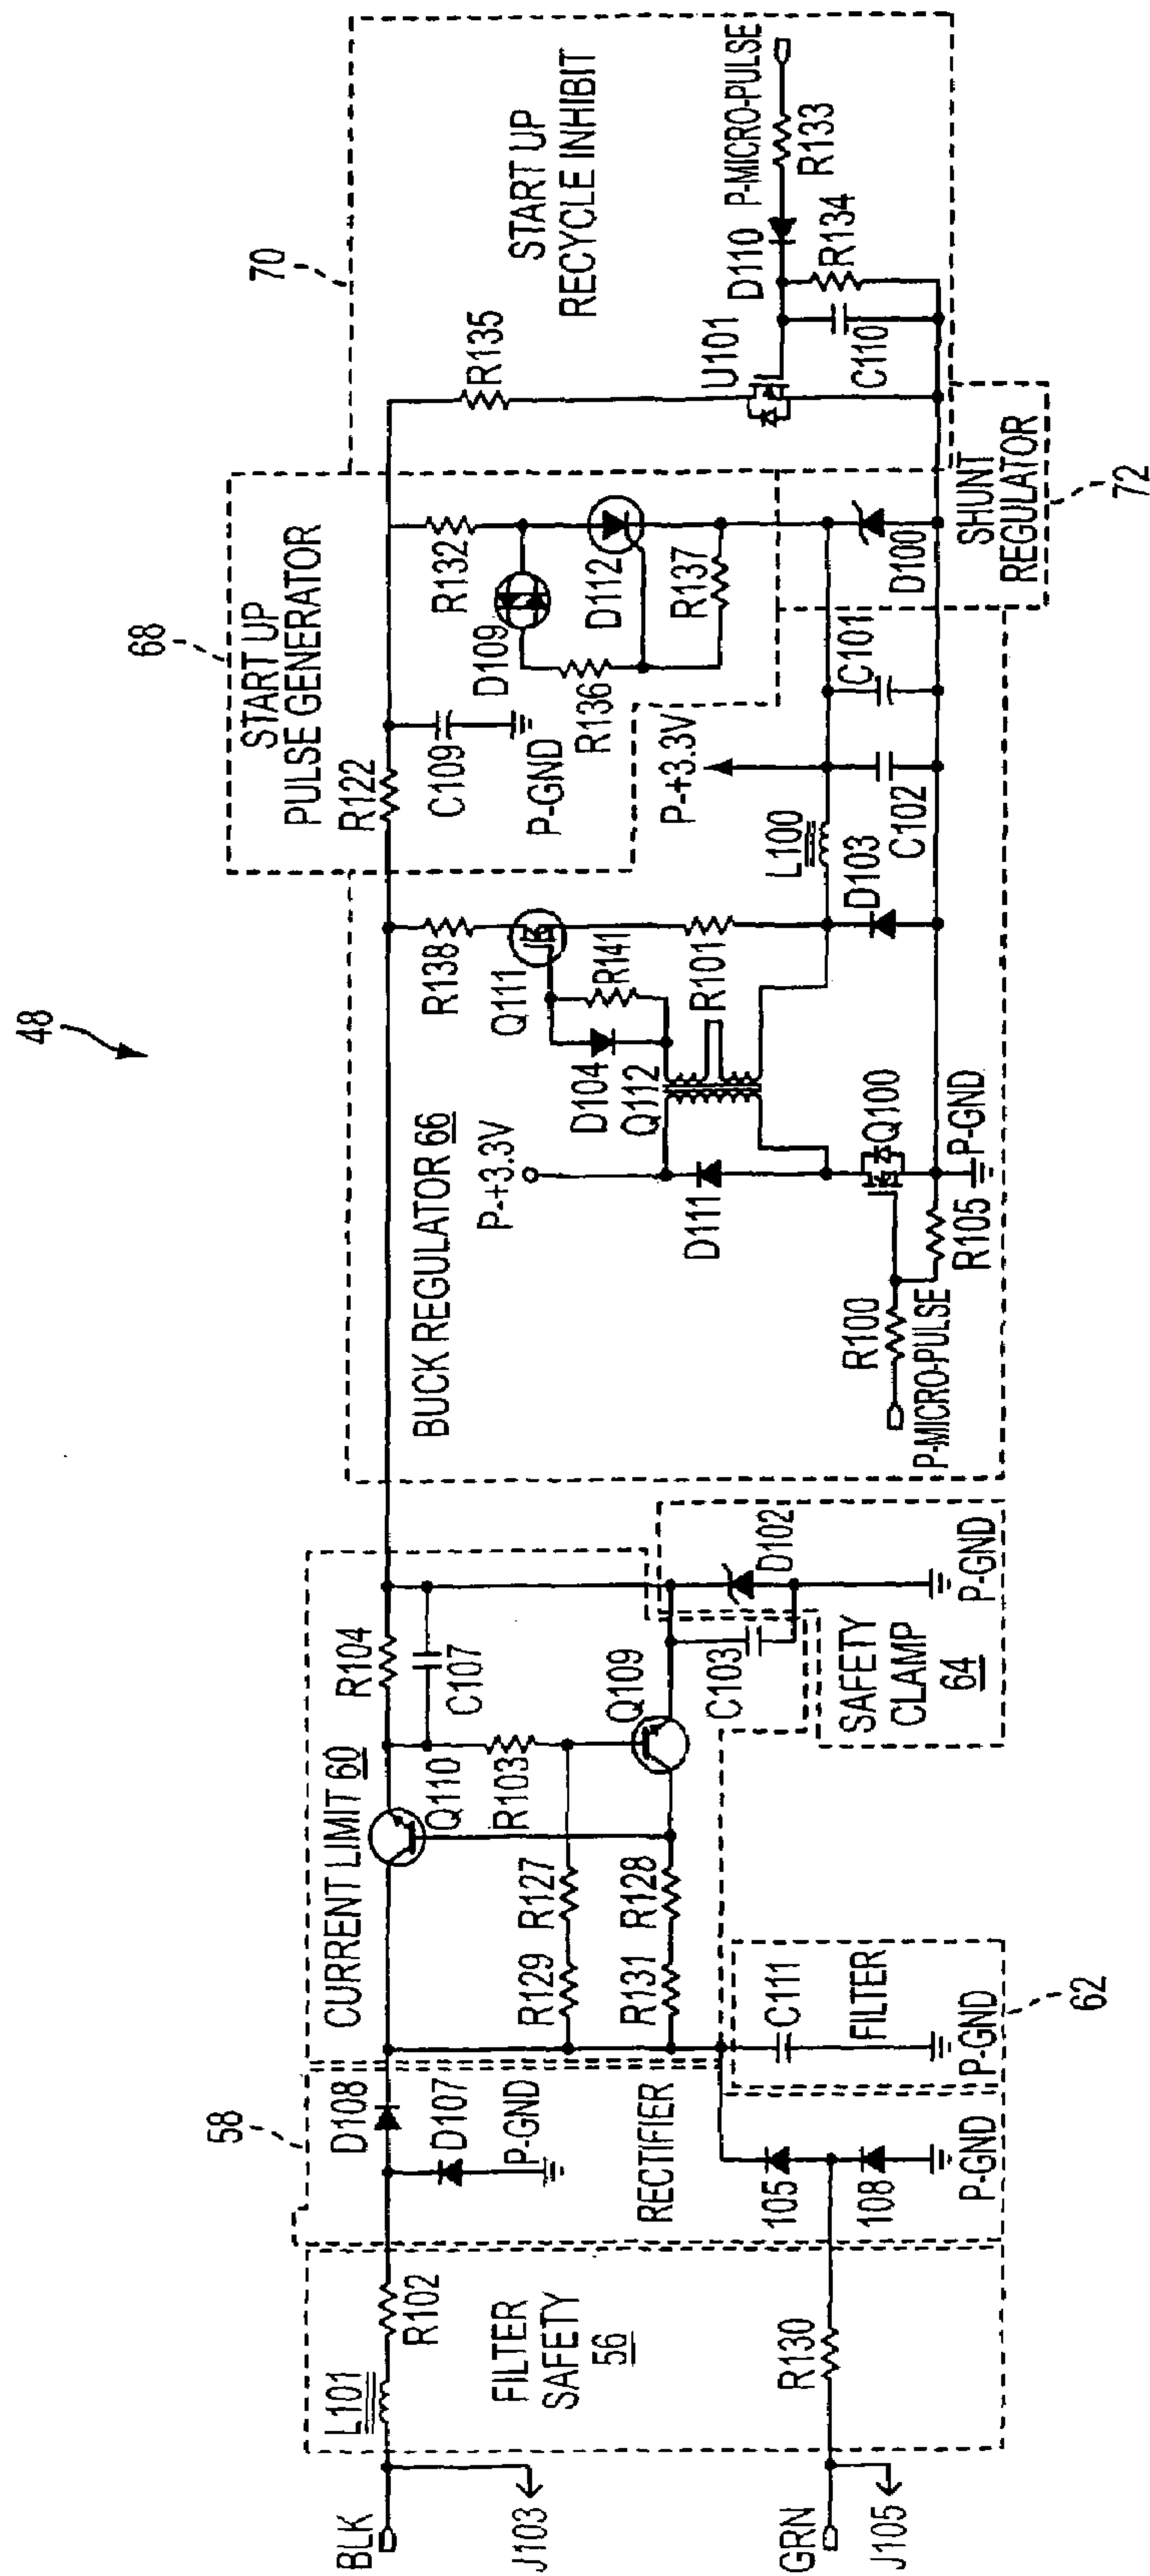 48
BLK
J103
GRN
J105
L101
R102
FILTER
SAFETY
56
R130
58
D108
D107
P-GND
RECTIFIER
105
108
P-GND
CURRENT LIMIT 60
Q110
R104
C107
R103
R129
R127
R131
R128
Q109
C111
FILTER
P-GND
62
C103
D102
SAFETY
CLAMP
64
P-GND
BUCK REGULATOR 66
P-+3.3V
D111
R100
P-MICRO-PULSE
R105
Q100
P-GND
D104
Q112
R141
Q111
R138
R101
D103
L100
P-+3.3V
C102
C101
68
START UP
PULSE GENERATOR
R122
C109
P-GND
R132
D109
R136
D112
R137
D100
SHUNT
REGULATOR
72
70
START UP
RECYCLE INHIBIT
R135
U101
C110
D110
R134
P-MICRO-PULSE
R133